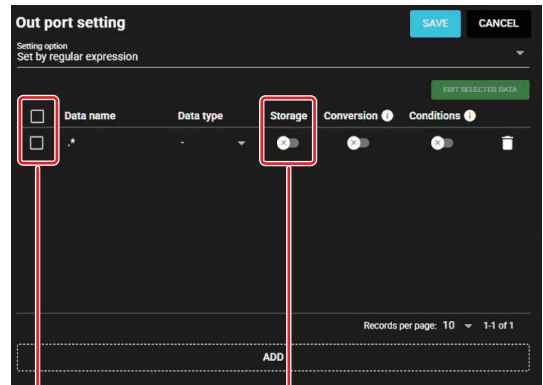 Out port setting
SAVE CANCEL
Setting option
Set by regular expression
EDIT SELECTED DATA
Data name Data type Storage Conversion i Conditions i
.* -
Records per page: 10 1-1 of 1
ADD